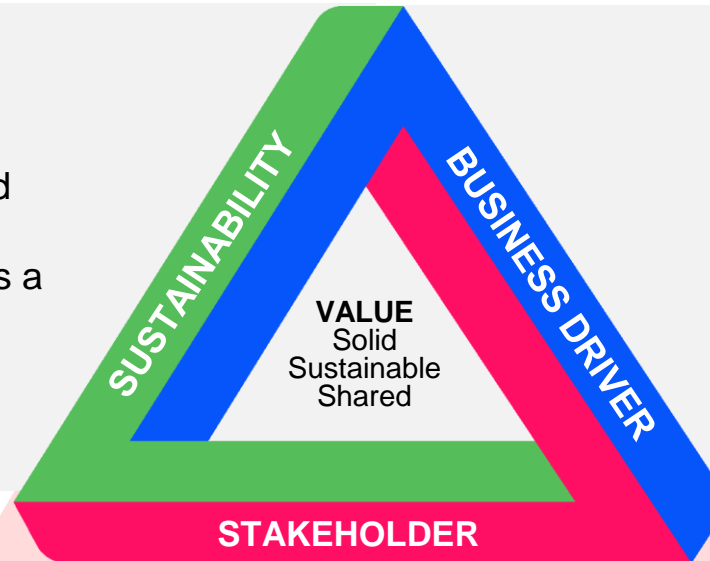 d
s a
SUSTAINABILITY
BUSINESS DRIVER
VALUE
Solid
Sustainable
Shared
STAKEHOLDER